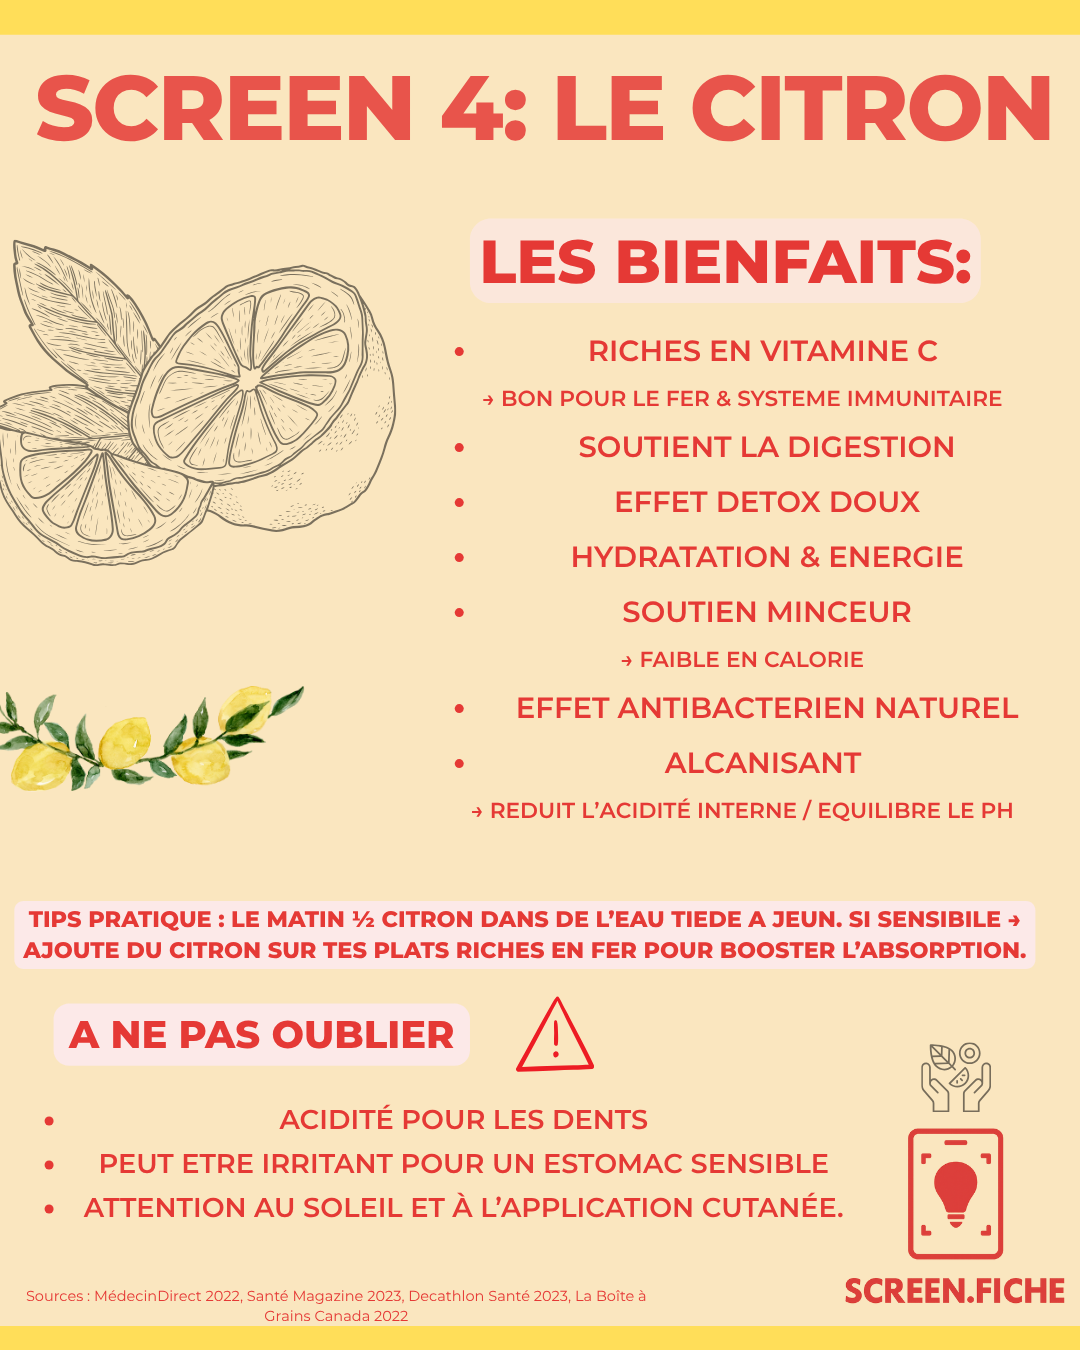 SCREEN 4: LE CITRON
LES BIENFAITS:
• RICHES EN VITAMINE C
→ BON POUR LE FER & SYSTEME IMMUNITAIRE
• SOUTIENT LA DIGESTION
• EFFET DETOX DOUX
• HYDRATATION & ENERGIE
• SOUTIEN MINCEUR
→ FAIBLE EN CALORIE
• EFFET ANTIBACTERIEN NATUREL
• ALCANISANT
→ REDUIT L’ACIDITÉ INTERNE / EQUILIBRE LE PH
TIPS PRATIQUE : LE MATIN ½ CITRON DANS DE L’EAU TIEDE A JEUN. SI SENSIBILE →
AJOUTE DU CITRON SUR TES PLATS RICHES EN FER POUR BOOSTER L’ABSORPTION.
A NE PAS OUBLIER
• ACIDITÉ POUR LES DENTS
• PEUT ETRE IRRITANT POUR UN ESTOMAC SENSIBLE
• ATTENTION AU SOLEIL ET À L’APPLICATION CUTANÉE.
SCREEN.FICHE
Sources : MédecinDirect 2022, Santé Magazine 2023, Decathlon Santé 2023, La Boîte à
Grains Canada 2022